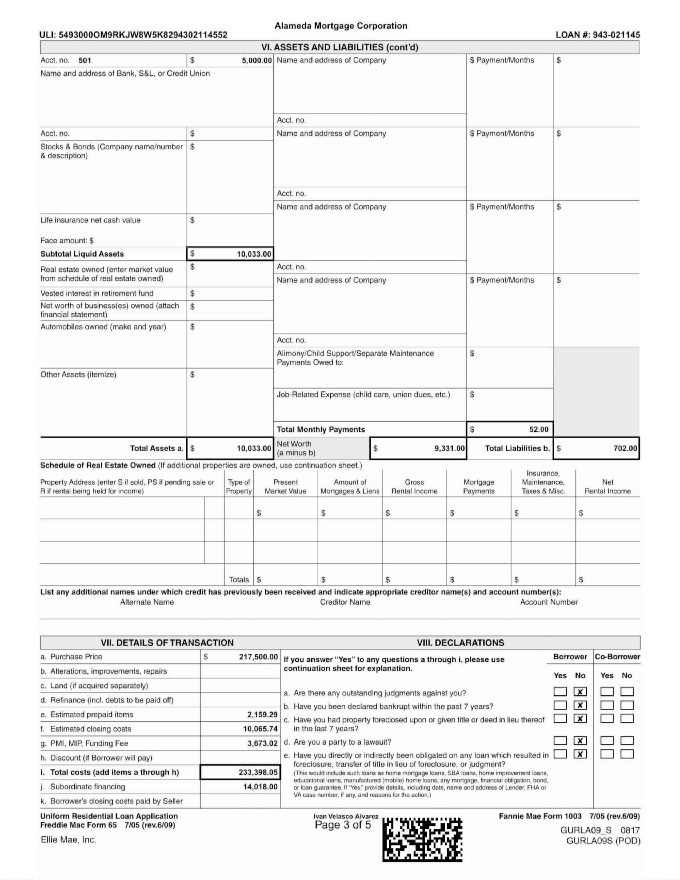 Alameda Mortgage Corporation
ULI: 5493000OM9RKJW8W5K8294302114552 LOAN #: 943-021145
VI. ASSETS AND LIABILITIES (cont'd)
Acct. no. 501 $ 5,000.00 Name and address of Company $ Payment/Months $
Name and address of Bank, S&L, or Credit Union
Acct. no.
Acct. no. $ Name and address of Company $ Payment/Months $
Stocks & Bonds (Company name/number $
& description)
Acct. no.
Name and address of Company $ Payment/Months $
Life insurance net cash value $
Face amount: $
Subtotal Liquid Assets $ 10,033.00
Real estate owned (enter market value $ Acct. no.
from schedule of real estate owned) Name and address of Company $ Payment/Months $
Vested interest in retirement fund $
Net worth of business(es) owned (attach $
financial statement)
Automobiles owned (make and year) $
Acct. no.
Alimony/Child Support/Separate Maintenance $
Payments Owed to:
Other Assets (itemize) $
Job-Related Expense (child care, union dues, etc.) $
Total Monthly Payments $ 52.00
Total Assets a. $ 10,033.00 Net Worth $ 9,331.00 Total Liabilities b. $ 702.00
(a minus b)
Schedule of Real Estate Owned (If additional properties are owned, use continuation sheet.)
Insurance,
Property Address (enter S if sold, PS if pending sale or Type of Present Amount of Gross Mortgage Maintenance, Net
R if rental being held for income) Property Market Value Mortgages & Liens Rental Income Payments Taxes & Misc. Rental Income
$ $ $ $ $ $
Totals $ $ $ $ $ $
List any additional names under which credit has previously been received and indicate appropriate creditor name(s) and account number(s):
Alternate Name Creditor Name Account Number
VII. DETAILS OF TRANSACTION VIII. DECLARATIONS
a. Purchase Price $ 217,500.00 If you answer "Yes" to any questions a through i, please use Borrower Co-Borrower
continuation sheet for explanation.
b. Alterations, improvements, repairs Yes No Yes No
c. Land (if acquired separately)
d. Refinance (incl. debts to be paid off) a. Are there any outstanding judgments against you? X
b. Have you been declared bankrupt within the past 7 years? X
e. Estimated prepaid items 2,159.29 c. Have you had property foreclosed upon or given title or deed in lieu thereof X
in the last 7 years?
f. Estimated closing costs 10,065.74
g. PMI, MIP, Funding Fee 3,673.02 d. Are you a party to a lawsuit? X
h. Discount (if Borrower will pay) e. Have you directly or indirectly been obligated on any loan which resulted in X
foreclosure, transfer of title in lieu of foreclosure, or judgment?
i. Total costs (add items a through h) 233,398.05 (This would include such loans as home mortgage loans, SBA loans, home improvement loans,
educational loans, manufactured (mobile) home loans, any mortgage, financial obligation, bond,
j. Subordinate financing 14,018.00 or loan guarantee. If "Yes," provide details, including date, name and address of Lender, FHA or
VA case number, if any, and reasons for the action.)
k. Borrower's closing costs paid by Seller
Uniform Residential Loan Application Ivan Velasco Alvarez Fannie Mae Form 1003 7/05 (rev.6/09)
Freddie Mac Form 65 7/05 (rev.6/09) Page 3 of 5
GURLA09_S 0817
Ellie Mae, Inc. GURLA09S (POD)